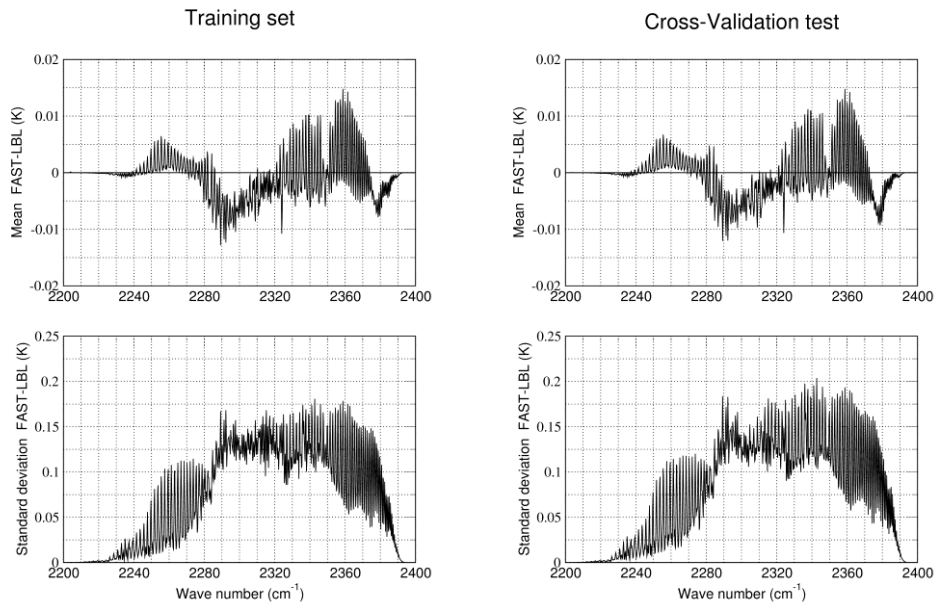 Training set
Cross-Validation test
Mean FAST-LBL (K)
0.02
0.01
0
-0.01
-0.02
2200 2240 2280 2320 2360 2400
Mean FAST-LBL (K)
0.02
0.01
0
-0.01
-0.02
2200 2240 2280 2320 2360 2400
Standard deviation FAST-LBL (K)
0.25
0.2
0.15
0.1
0.05
0
2200 2240 2280 2320 2360 2400
Wave number (cm-1)
Standard deviation FAST-LBL (K)
0.25
0.2
0.15
0.1
0.05
0
2200 2240 2280 2320 2360 2400
Wave number (cm-1)